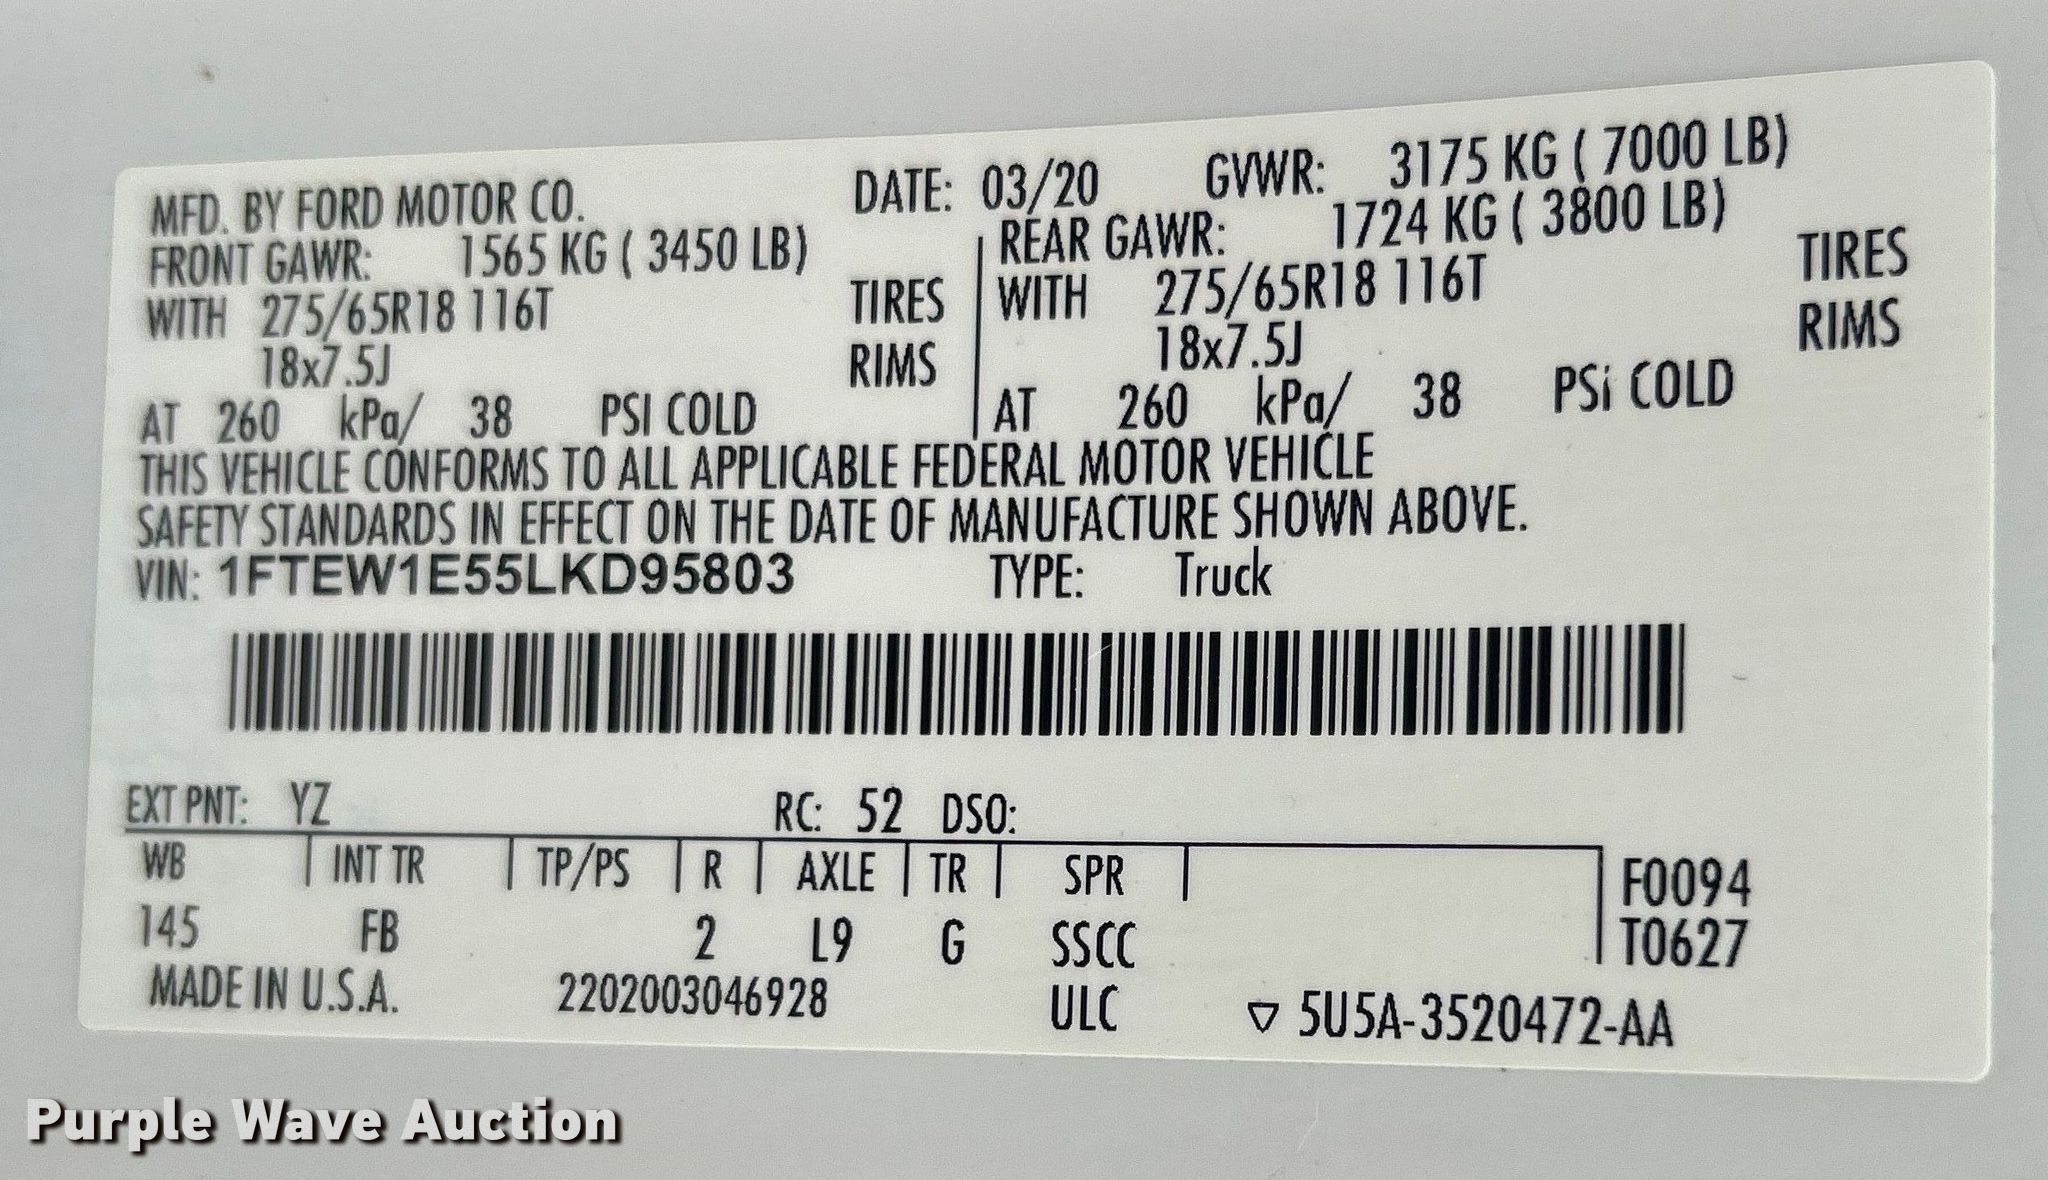 MFD. BY FORD MOTOR CO. DATE: 03/20 GVWR: 3175 KG ( 7000 LB)
FRONT GAWR: 1565 KG ( 3450 LB) REAR GAWR: 1724 KG ( 3800 LB)
WITH 275/65R18 116T TIRES WITH 275/65R18 116T TIRES
18x7.5J RIMS 18x7.5J RIMS
AT 260 kPa/ 38 PSI COLD AT 260 kPa/ 38 PSi COLD
THIS VEHICLE CONFORMS TO ALL APPLICABLE FEDERAL MOTOR VEHICLE
SAFETY STANDARDS IN EFFECT ON THE DATE OF MANUFACTURE SHOWN ABOVE.
VIN: 1FTEW1E55LKD95803 TYPE: Truck
EXT PNT: YZ RC: 52 DSO:
WB INT TR TP/PS R AXLE TR SPR F0094
145 FB 2 L9 G SSCC T0627
MADE IN U.S.A. 2202003046928 ULC ▽ 5U5A-3520472-AA
Purple Wave Auction